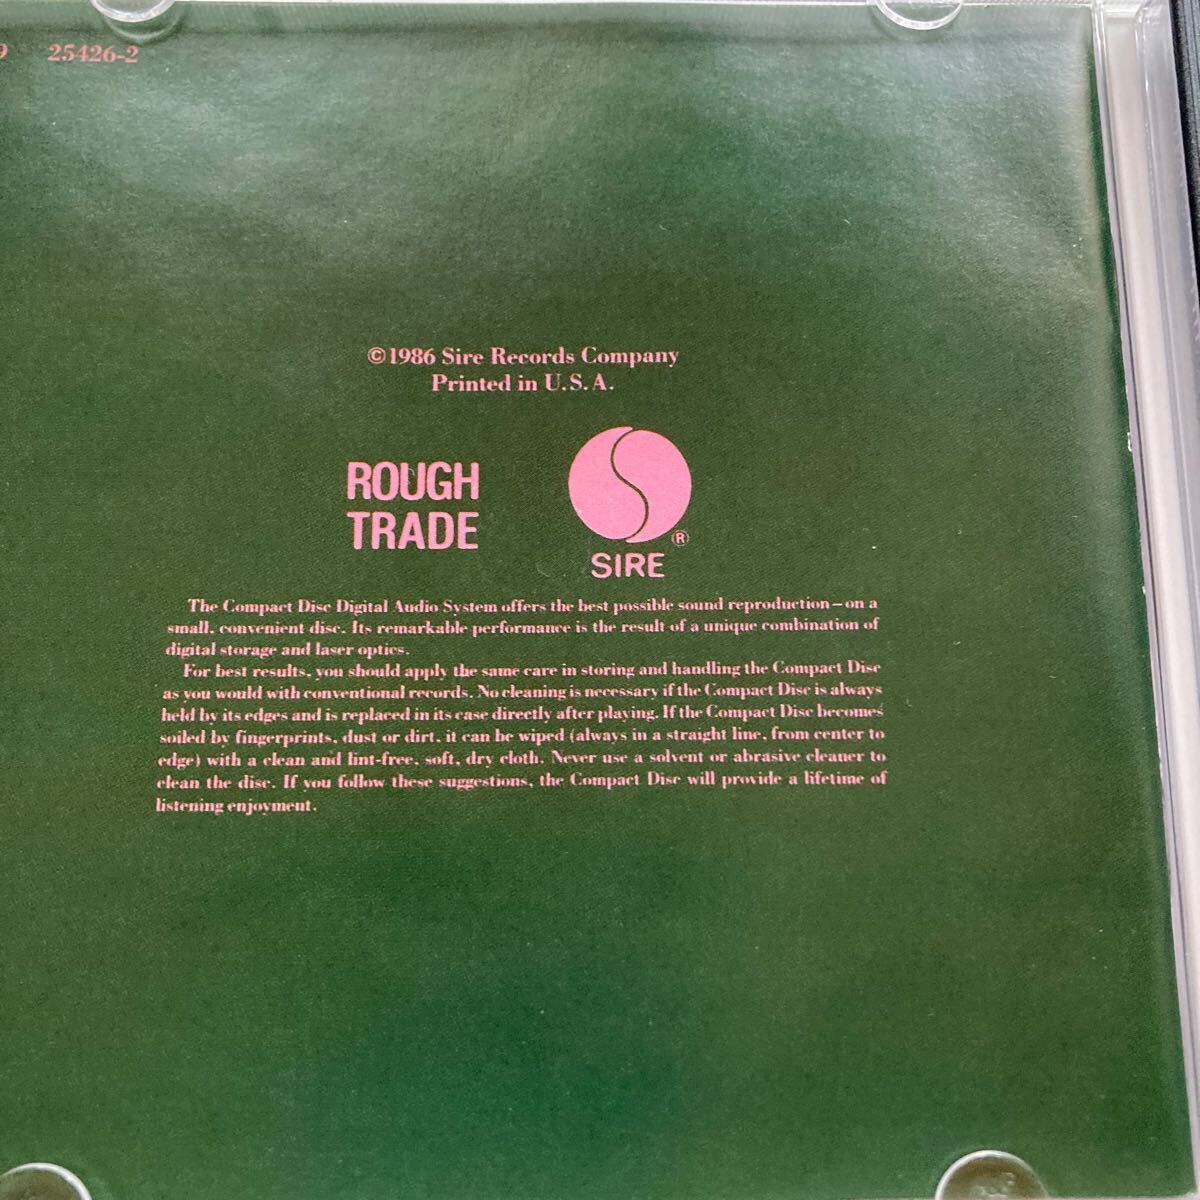 9 25426-2
©1986 Sire Records Company
Printed in U.S.A.
ROUGH
TRADE
®
SIRE
The Compact Disc Digital Audio System offers the best possible sound reproduction—on a
small, convenient disc. Its remarkable performance is the result of a unique combination of
digital storage and laser optics.
For best results, you should apply the same care in storing and handling the Compact Disc
as you would with conventional records. No cleaning is necessary if the Compact Disc is always
held by its edges and is replaced in its case directly after playing. If the Compact Disc becomes
soiled by fingerprints, dust or dirt, it can be wiped (always in a straight line, from center to
edge) with a clean and lint-free, soft, dry cloth. Never use a solvent or abrasive cleaner to
clean the disc. If you follow these suggestions, the Compact Disc will provide a lifetime of
listening enjoyment.